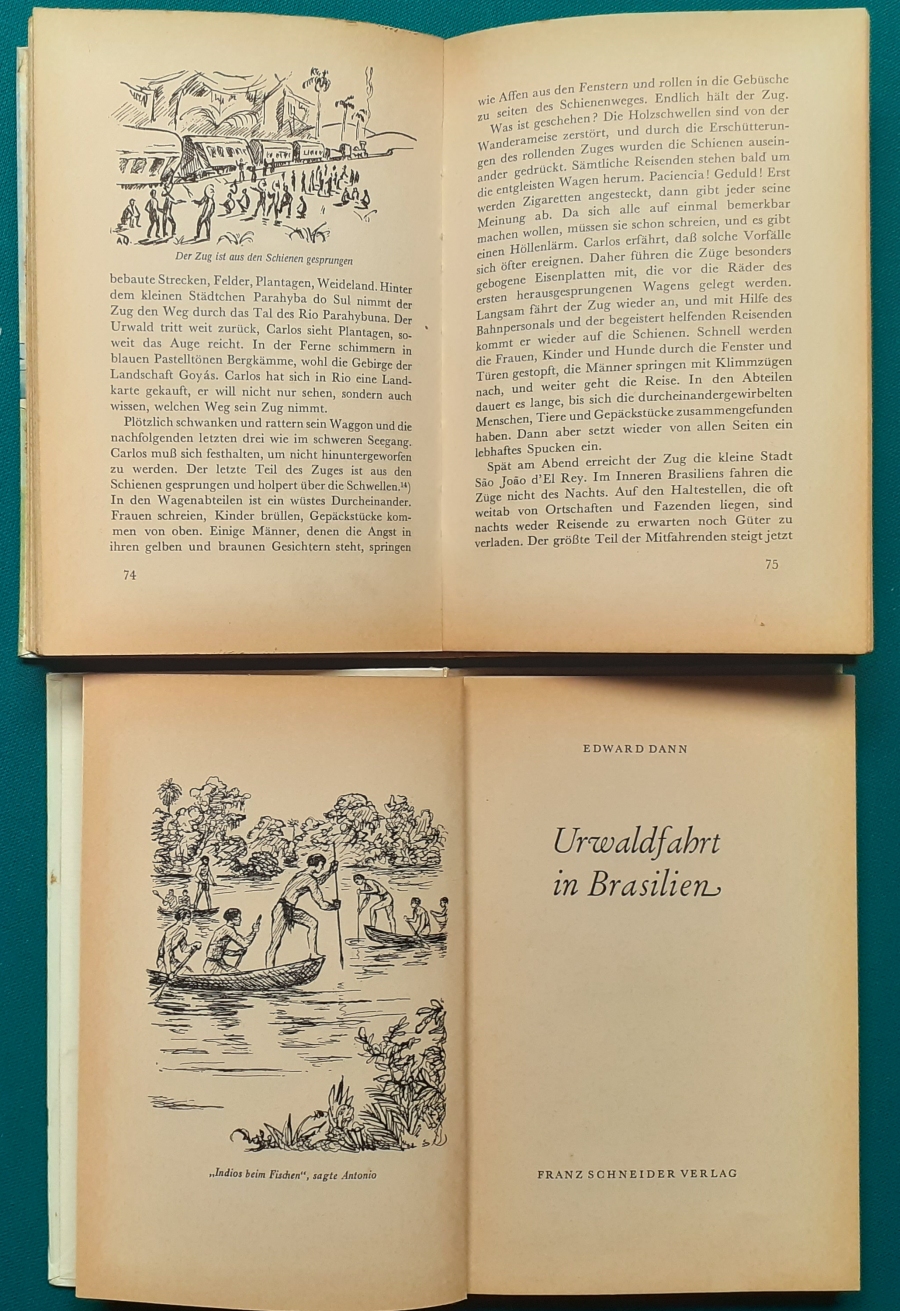 AD.
Der Zug ist aus den Schienen gesprungen
bebaute Strecken, Felder, Plantagen, Weideland. Hinter
dem kleinen Städtchen Parahyba do Sul nimmt der
Zug den Weg durch das Tal des Rio Parahybuna. Der
Urwald tritt weit zurück, Carlos sieht Plantagen, so-
weit das Auge reicht. In der Ferne schimmern in
blauen Pastelltönen Bergkämme, wohl die Gebirge der
Landschaft Goyás. Carlos hat sich in Rio eine Land-
karte gekauft, er will nicht nur sehen, sondern auch
wissen, welchen Weg sein Zug nimmt.
Plötzlich schwanken und rattern sein Waggon und die
nachfolgenden letzten drei wie im schweren Seegang.
Carlos muß sich festhalten, um nicht hinuntergeworfen
zu werden. Der letzte Teil des Zuges ist aus den
Schienen gesprungen und holpert über die Schwellen.¹⁴)
In den Wagenabteilen ist ein wüstes Durcheinander.
Frauen schreien, Kinder brüllen, Gepäckstücke kom-
men von oben. Einige Männer, denen die Angst in
ihren gelben und braunen Gesichtern steht, springen
74
wie Affen aus den Fenstern und rollen in die Gebüsche
zu seiten des Schienenweges. Endlich hält der Zug.
Was ist geschehen? Die Holzschwellen sind von der
Wanderameise zerstört, und durch die Erschütterun-
gen des rollenden Zuges wurden die Schienen ausein-
ander gedrückt. Sämtliche Reisenden stehen bald um
die entgleisten Wagen herum. Paciencia! Geduld! Erst
werden Zigaretten angesteckt, dann gibt jeder seine
Meinung ab. Da sich alle auf einmal bemerkbar
machen wollen, müssen sie schon schreien, und es gibt
einen Höllenlärm. Carlos erfährt, daß solche Vorfälle
sich öfter ereignen. Daher führen die Züge besonders
gebogene Eisenplatten mit, die vor die Räder des
ersten herausgesprungenen Wagens gelegt werden.
Langsam fährt der Zug wieder an, und mit Hilfe des
Bahnpersonals und der begeistert helfenden Reisenden
kommt er wieder auf die Schienen. Schnell werden
die Frauen, Kinder und Hunde durch die Fenster und
Türen gestopft, die Männer springen mit Klimmzügen
nach, und weiter geht die Reise. In den Abteilen
dauert es lange, bis sich die durcheinandergewirbelten
Menschen, Tiere und Gepäckstücke zusammengefunden
haben. Dann aber setzt wieder von allen Seiten ein
lebhaftes Spucken ein.
Spät am Abend erreicht der Zug die kleine Stadt
São João d'El Rey. Im Inneren Brasiliens fahren die
Züge nicht des Nachts. Auf den Haltestellen, die oft
weitab von Ortschaften und Fazenden liegen, sind
nachts weder Reisende zu erwarten noch Güter zu
verladen. Der größte Teil der Mitfahrenden steigt jetzt
75
„Indios beim Fischen“, sagte Antonio
EDWARD DANN
Urwaldfahrt
in Brasilien
FRANZ SCHNEIDER VERLAG